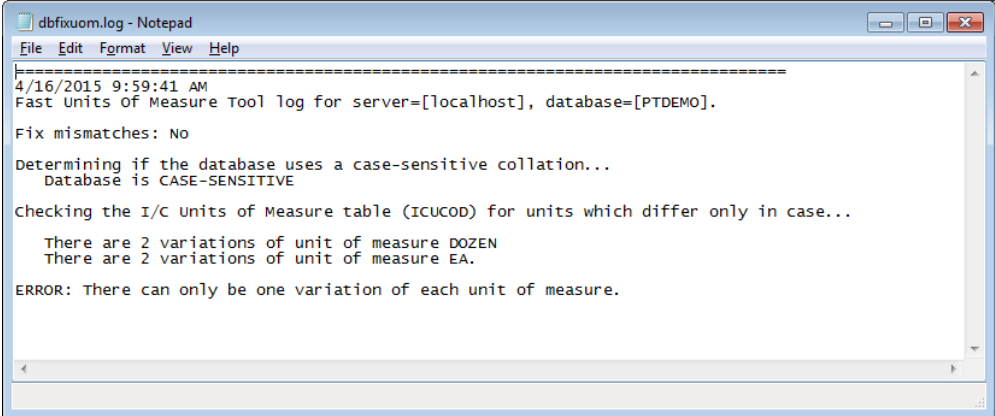 dbfixuom.log - Notepad
File Edit Format View Help
================================================================================
4/16/2015 9:59:41 AM
Fast Units Of Measure Tool log for server=[localhost], database=[PTDEMO].
Fix mismatches: No
Determining if the database uses a case-sensitive collation...
Database is CASE-SENSITIVE
Checking the I/C Units of Measure table (ICUCOD) for units which differ only in case...
There are 2 variations of unit of measure DOZEN
There are 2 variations of unit of measure EA.
ERROR: There can only be one variation of each unit of measure.